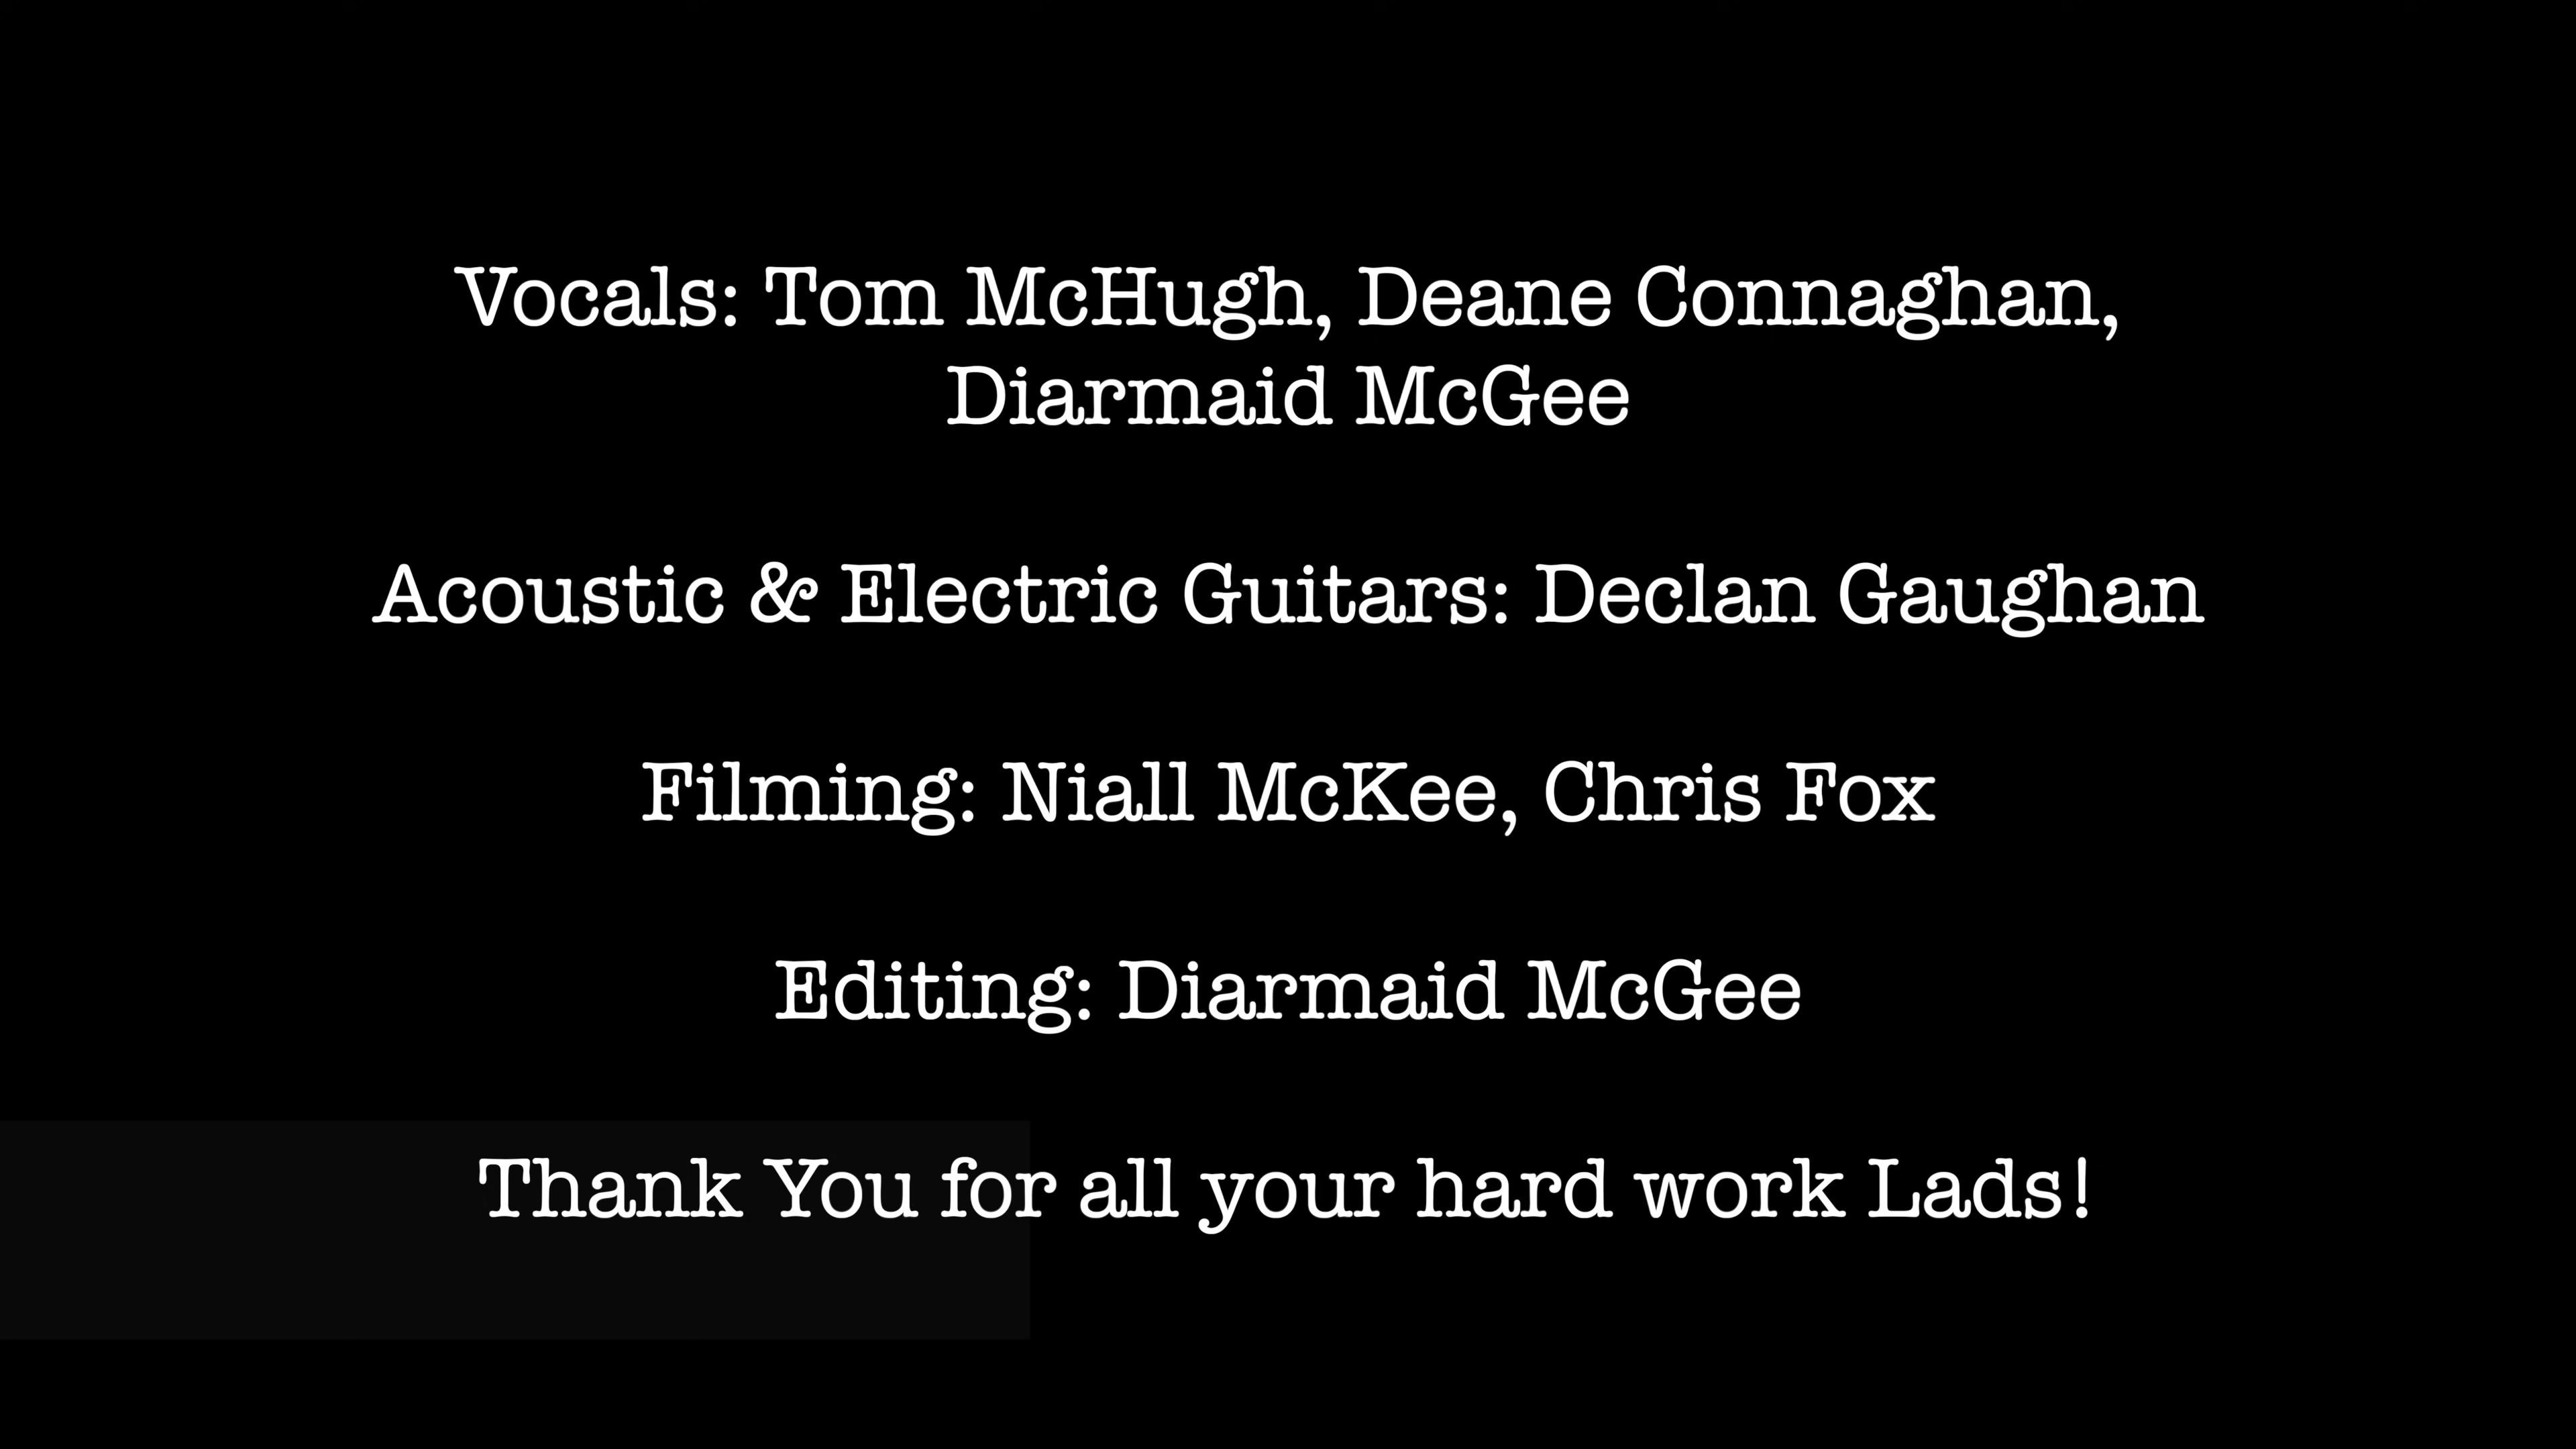 Vocals: Tom McHugh, Deane Connaghan,
Diarmaid McGee
Acoustic & Electric Guitars: Declan Gaughan
Filming: Niall McKee, Chris Fox
Editing: Diarmaid McGee
Thank You for all your hard work Lads!